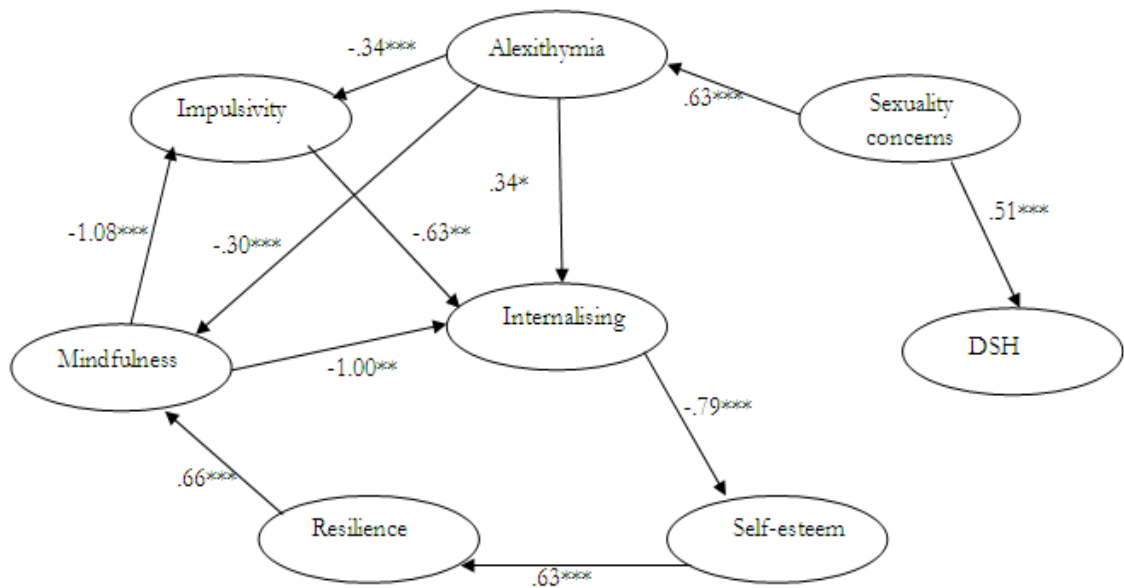 -.34***
Alexithymia
Impulsivity
.63***
Sexuality
concerns
.34*
-1.08***
-.30***
-.63**
.51***
Internalising
Mindfulness
DSH
-1.00**
-.79***
.66***
Resilience
Self-esteem
.63***